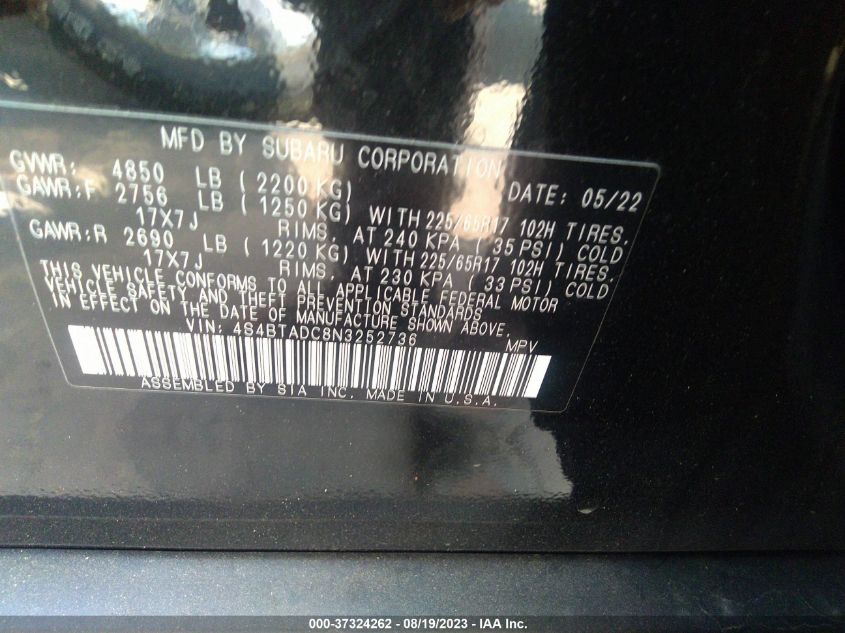 MFD BY SUBARU CORPORATION
GVWR: 4850 LB ( 2200 KG) DATE: 05/22
GAWR:F 2756 LB ( 1250 KG) WITH 225/65R17 102H TIRES,
17X7J RIMS, AT 240 KPA ( 35 PSI) COLD
GAWR:R 2690 LB ( 1220 KG) WITH 225/65R17 102H TIRES,
17X7J RIMS, AT 230 KPA ( 33 PSI) COLD
THIS VEHICLE CONFORMS TO ALL APPLICABLE FEDERAL MOTOR
VEHICLE SAFETY AND THEFT PREVENTION STANDARDS
IN EFFECT ON THE DATE OF MANUFACTURE SHOWN ABOVE.
VIN: 4S4BTADC8N3252736 MPV
ASSEMBLED BY SIA INC. MADE IN U.S.A.
000-37324262 - 08/19/2023 - IAA Inc.